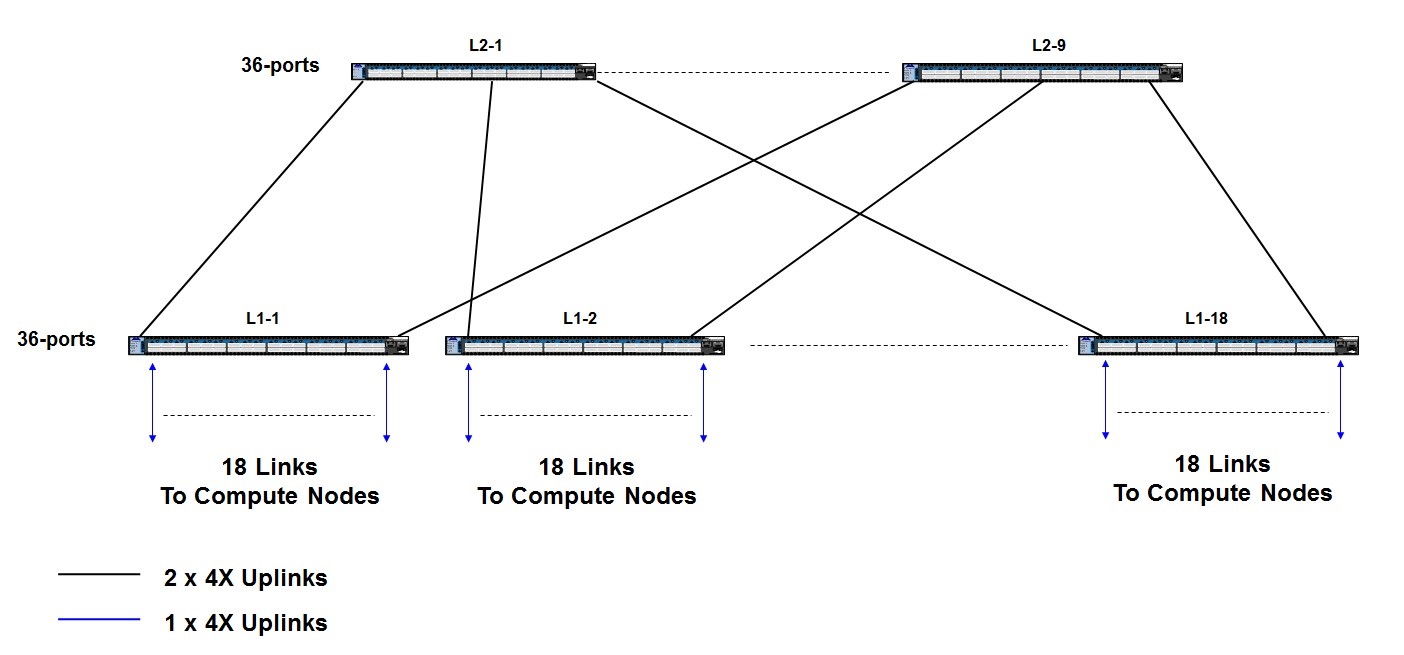 L2-1
L2-9
36-ports
L1-1
L1-2
L1-18
36-ports
18 Links
To Compute Nodes
18 Links
To Compute Nodes
18 Links
To Compute Nodes
2 x 4X Uplinks
1 x 4X Uplinks